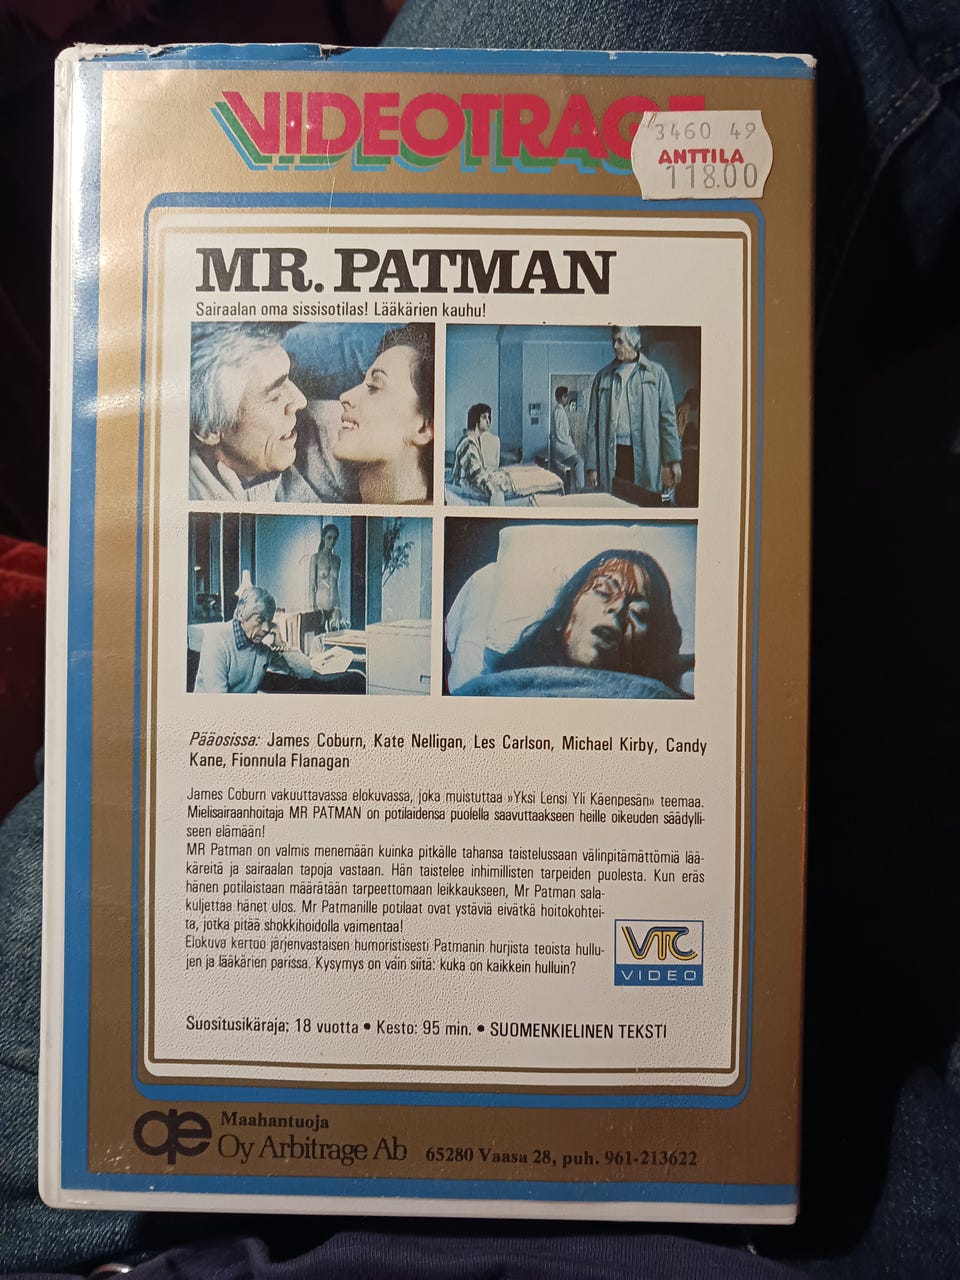 VIDEOTRAGE
3460 49
ANTTILA
118.00
MR. PATMAN
Sairaalan oma sissisotilas! Lääkärien kauhu!
Pääosissa: James Coburn, Kate Nelligan, Les Carlson, Michael Kirby, Candy
Kane, Fionnula Flanagan
James Coburn vakuuttavassa elokuvassa, joka muistuttaa »Yksi Lensi Yli Käenpesän» teemaa.
Mielisairaanhoitaja MR PATMAN on potilaidensa puolella saavuttaakseen heille oikeuden säädylli-
seen elämään!
MR Patman on valmis menemään kuinka pitkälle tahansa taistelussaan välinpitämättömiä lää-
käreitä ja sairaalan tapoja vastaan. Hän taistelee inhimillisten tarpeiden puolesta. Kun eräs
hänen potilaistaan määrätään tarpeettomaan leikkaukseen, Mr Patman sala-
kuljettaa hänet ulos. Mr Patmanille potilaat ovat ystäviä eivätkä hoitokohtei-
ta, jotka pitää shokkihoidolla vaimentaa!
Elokuva kertoo järjenvastaisen humoristisesti Patmanin hurjista teoista hullu-
jen ja lääkärien parissa. Kysymys on vain siitä: kuka on kaikkein hulluin?
VTC
VIDEO
Suositusikäraja: 18 vuotta • Kesto: 95 min. • SUOMENKIELINEN TEKSTI
Maahantuoja
Oy Arbitrage Ab 65280 Vaasa 28, puh. 961-213622